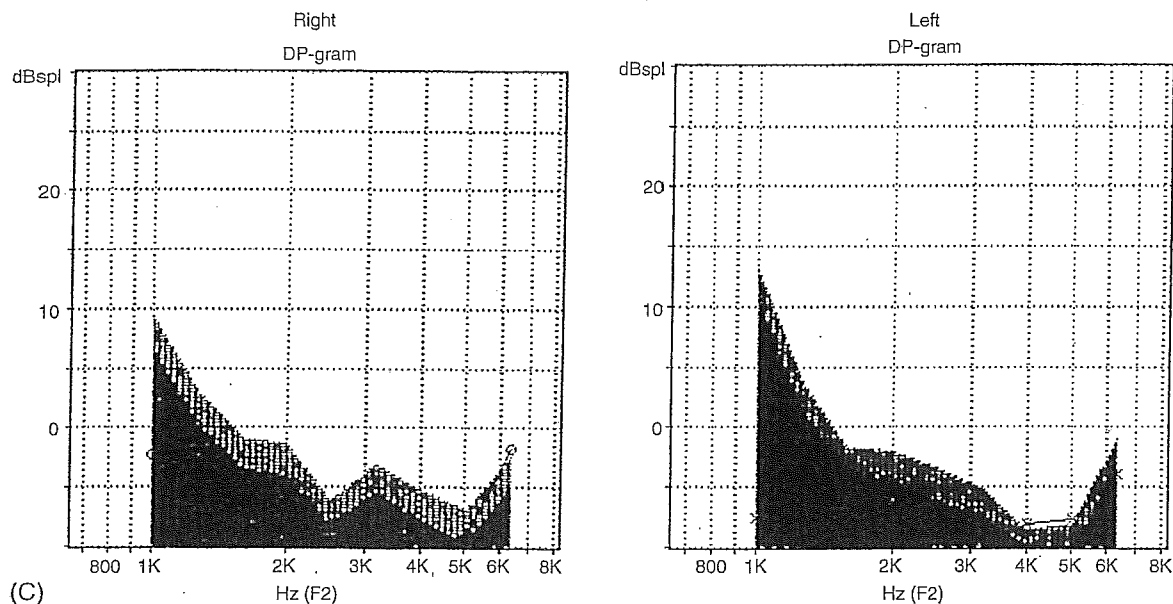 Right
DP-gram
dBspl
20
10
0
800 1K 2K 3K 4K 5K 6K 8K
Hz (F2)
(C)
Left
DP-gram
dBspl
20
10
0
800 1K 2K 3K 4K 5K 6K 8K
Hz (F2)